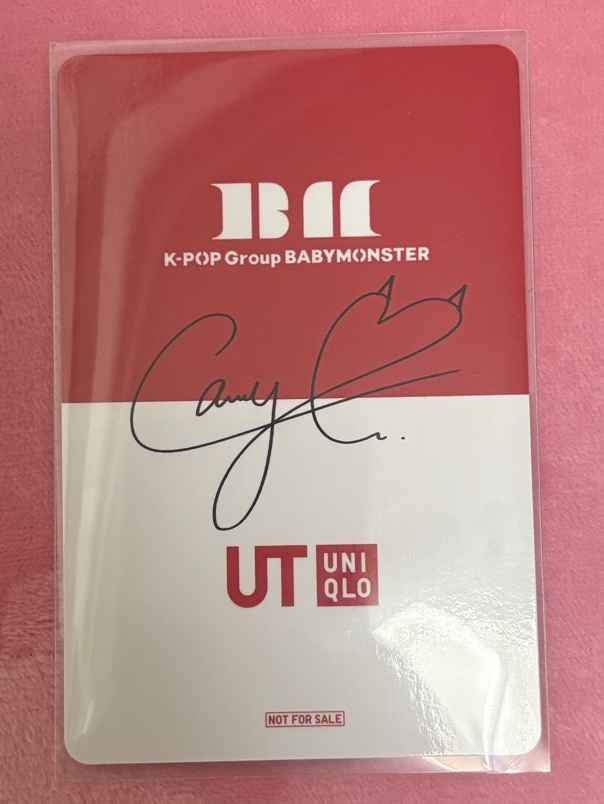 BM
K-POP Group BABYMONSTER
UT UNI
QLO
NOT FOR SALE